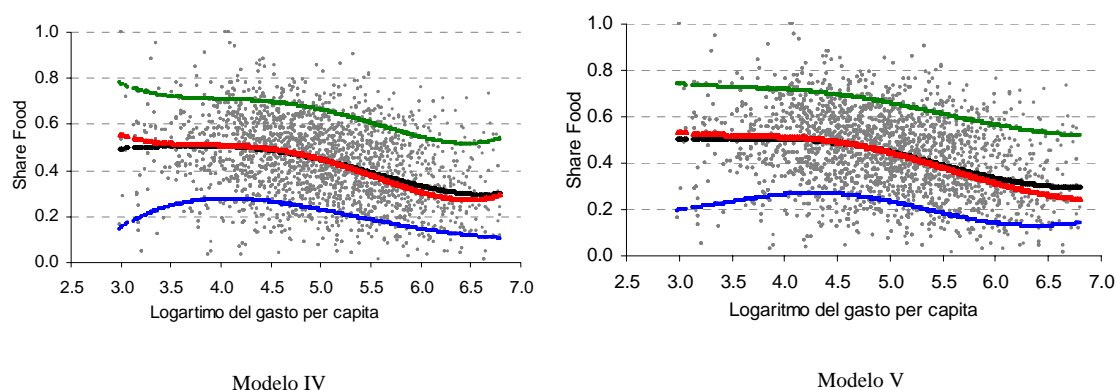 1.0
0.8
0.6
0.4
0.2
0.0
Share Food
2.5 3.0 3.5 4.0 4.5 5.0 5.5 6.0 6.5 7.0
Logartimo del gasto per capita
Modelo IV
1.0
0.8
0.6
0.4
0.2
0.0
Share Food
2.5 3.0 3.5 4.0 4.5 5.0 5.5 6.0 6.5 7.0
Logaritmo del gasto per capita
Modelo V